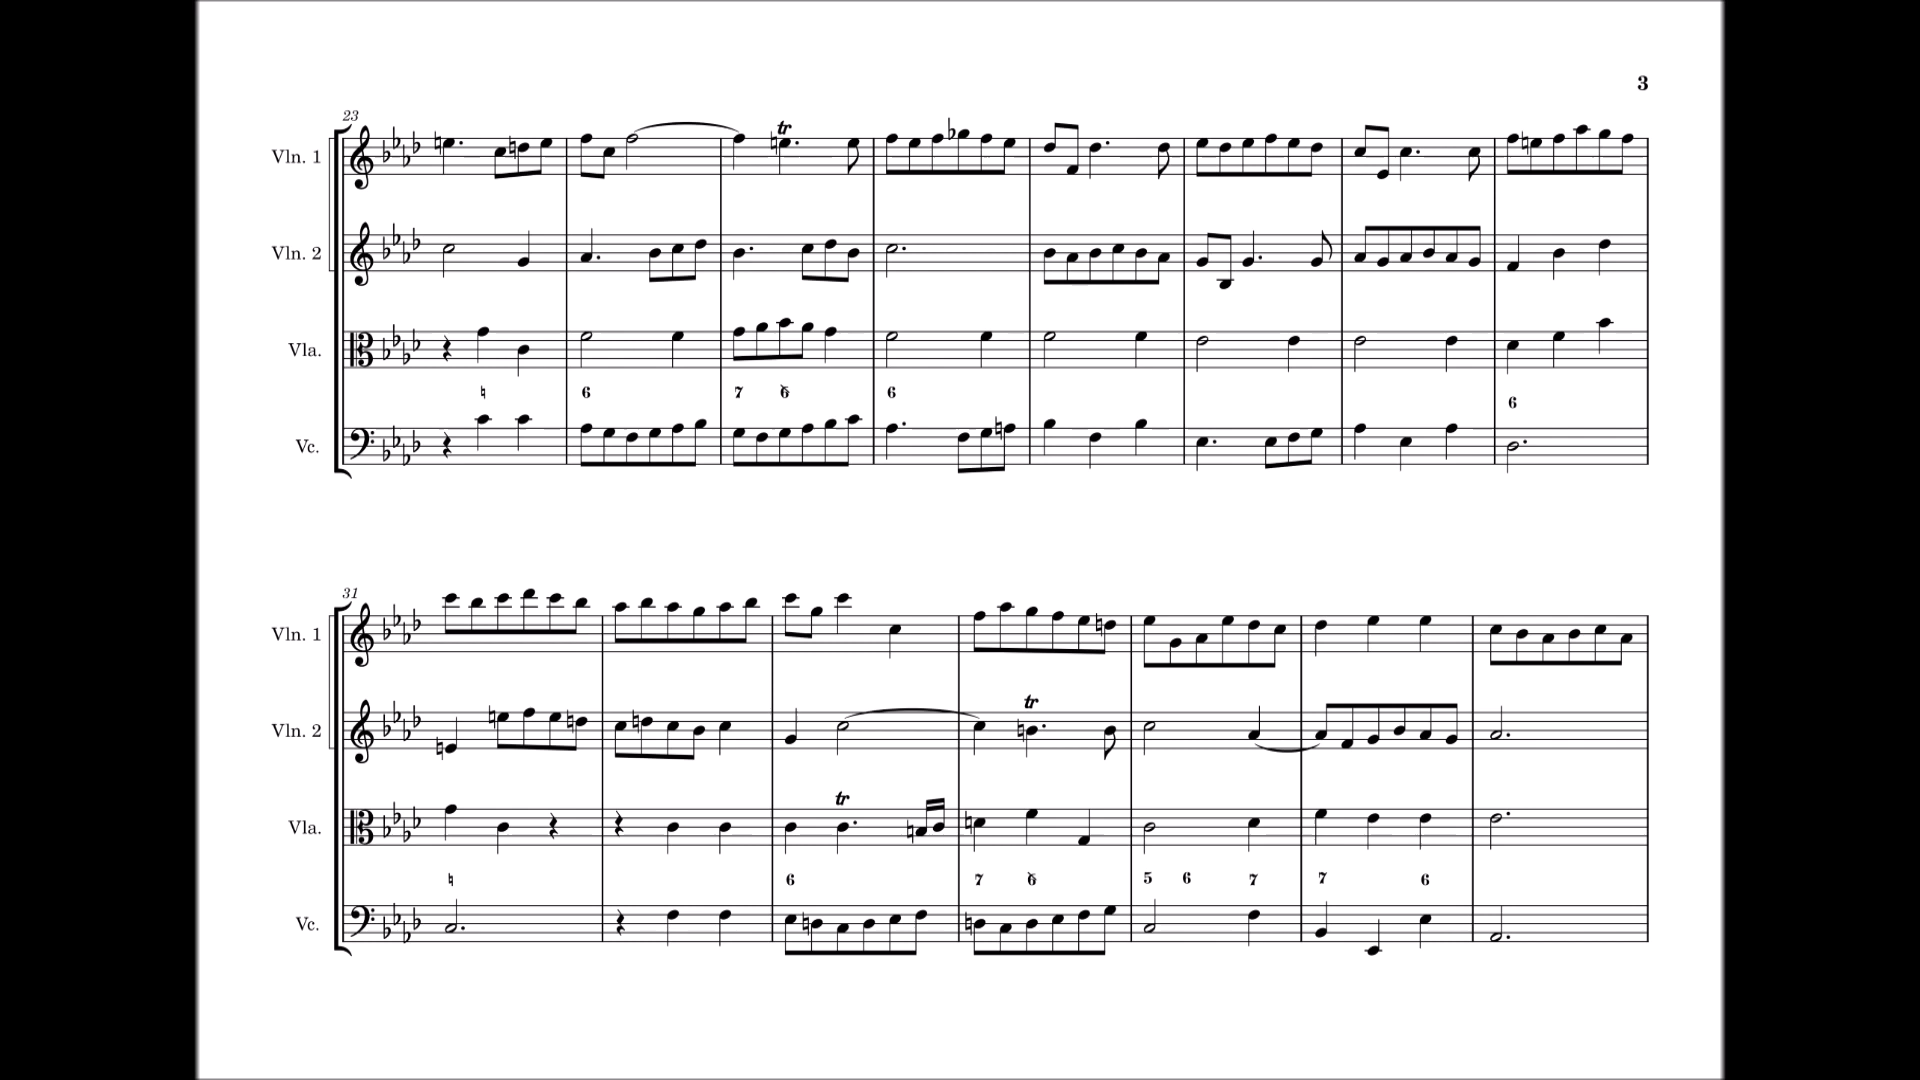 3
23
tr
Vln. 1
Vln. 2
Vla.
♮ 6 7 6 6 6
Vc.
31
Vln. 1
tr
Vln. 2
tr
Vla.
♮ 6 7 6 5 6 7 7 6
Vc.